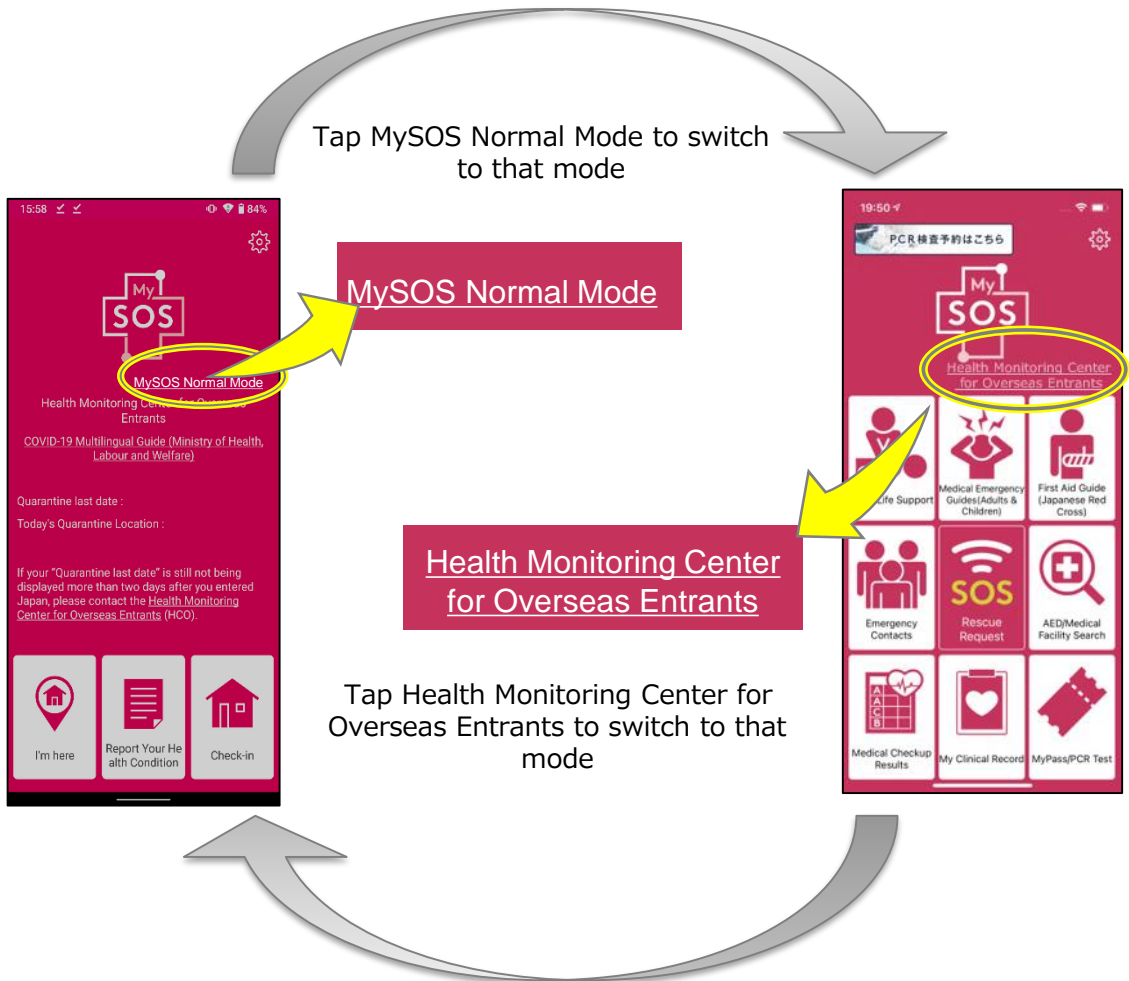 Tap MySOS Normal Mode to switch
to that mode
15:58
84%
My
SOS
MySOS Normal Mode
Health Monitoring Center for Overseas
Entrants
COVID-19 Multilingual Guide (Ministry of Health,
Labour and Welfare)
Quarantine last date :
Today's Quarantine Location :
If your "Quarantine last date" is still not being
displayed more than two days after you entered
Japan, please contact the Health Monitoring
Center for Overseas Entrants (HCO).
I'm here
Report Your He
alth Condition
Check-in
MySOS Normal Mode
Health Monitoring Center
for Overseas Entrants
Tap Health Monitoring Center for
Overseas Entrants to switch to that
mode
19:50
PCR検査予約はこちら
My
SOS
Health Monitoring Center
for Overseas Entrants
Life Support
Medical Emergency
Guides(Adults &
Children)
First Aid Guide
(Japanese Red
Cross)
Emergency
Contacts
SOS
Rescue
Request
AED/Medical
Facility Search
A
A
C
B
Medical Checkup
Results
My Clinical Record
MyPass/PCR Test